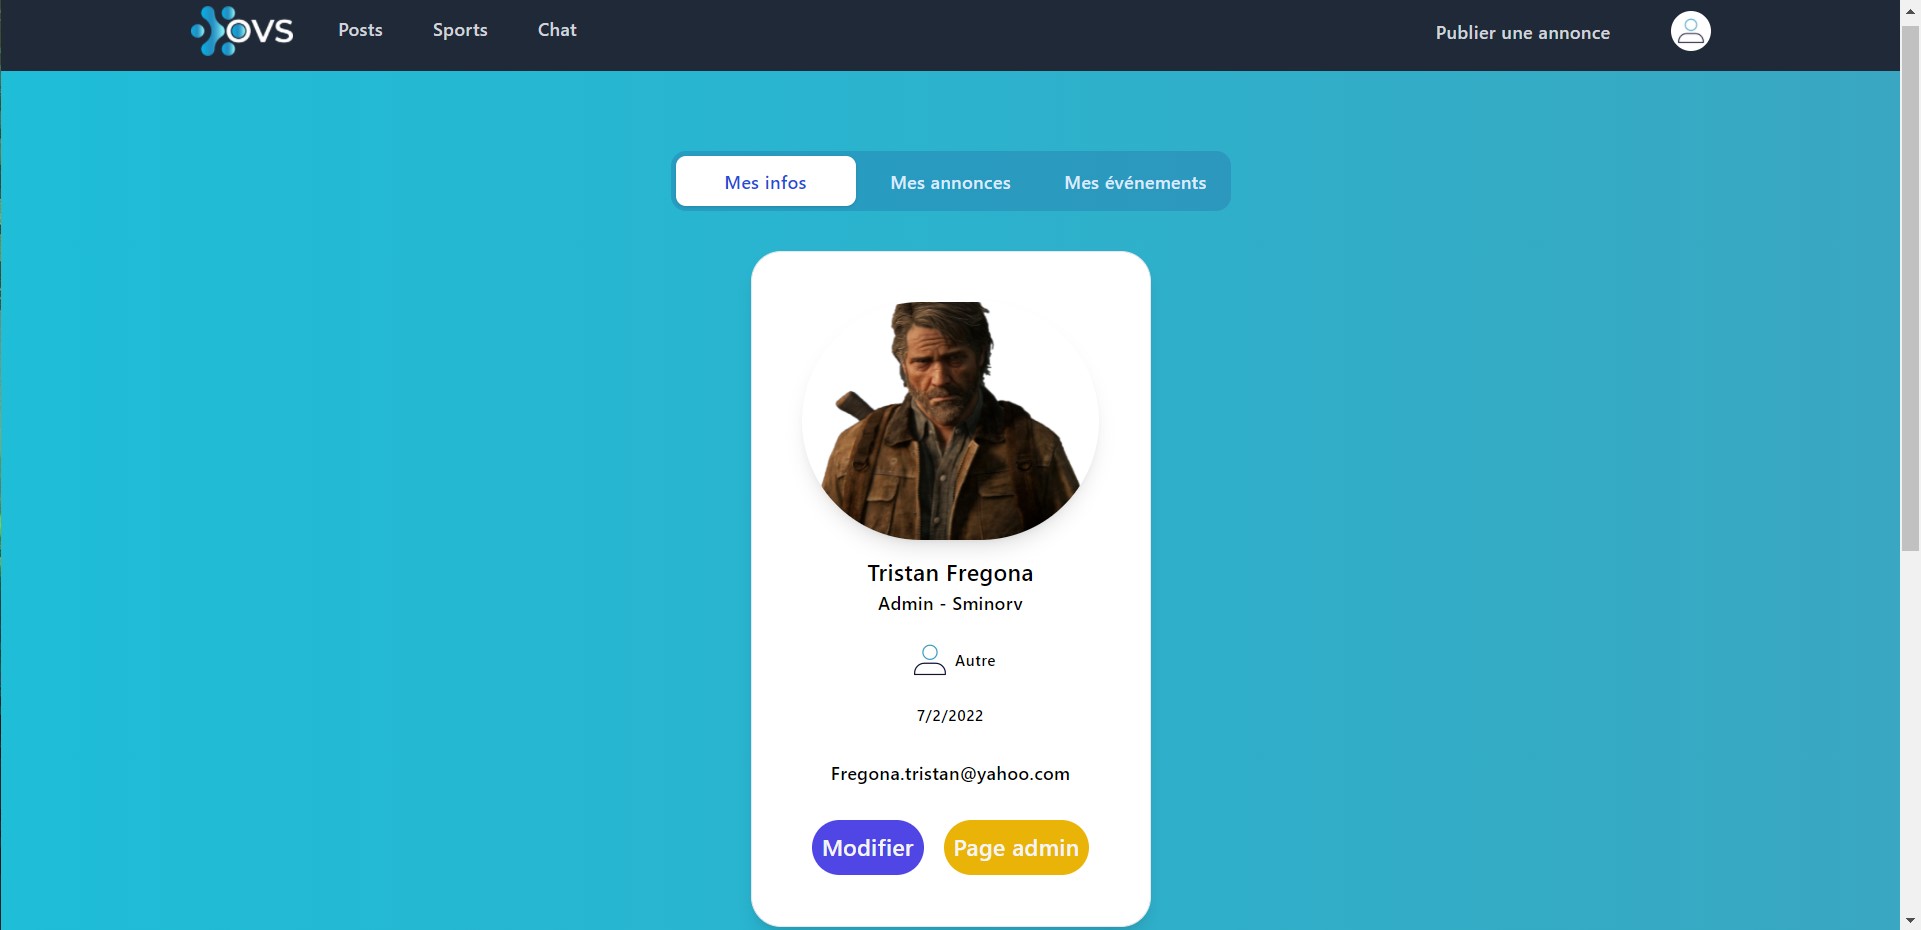 OVS
Posts
Sports
Chat
Publier une annonce
Mes infos
Mes annonces
Mes événements
Tristan Fregona
Admin - Sminorv
Autre
7/2/2022
Fregona.tristan@yahoo.com
Modifier
Page admin